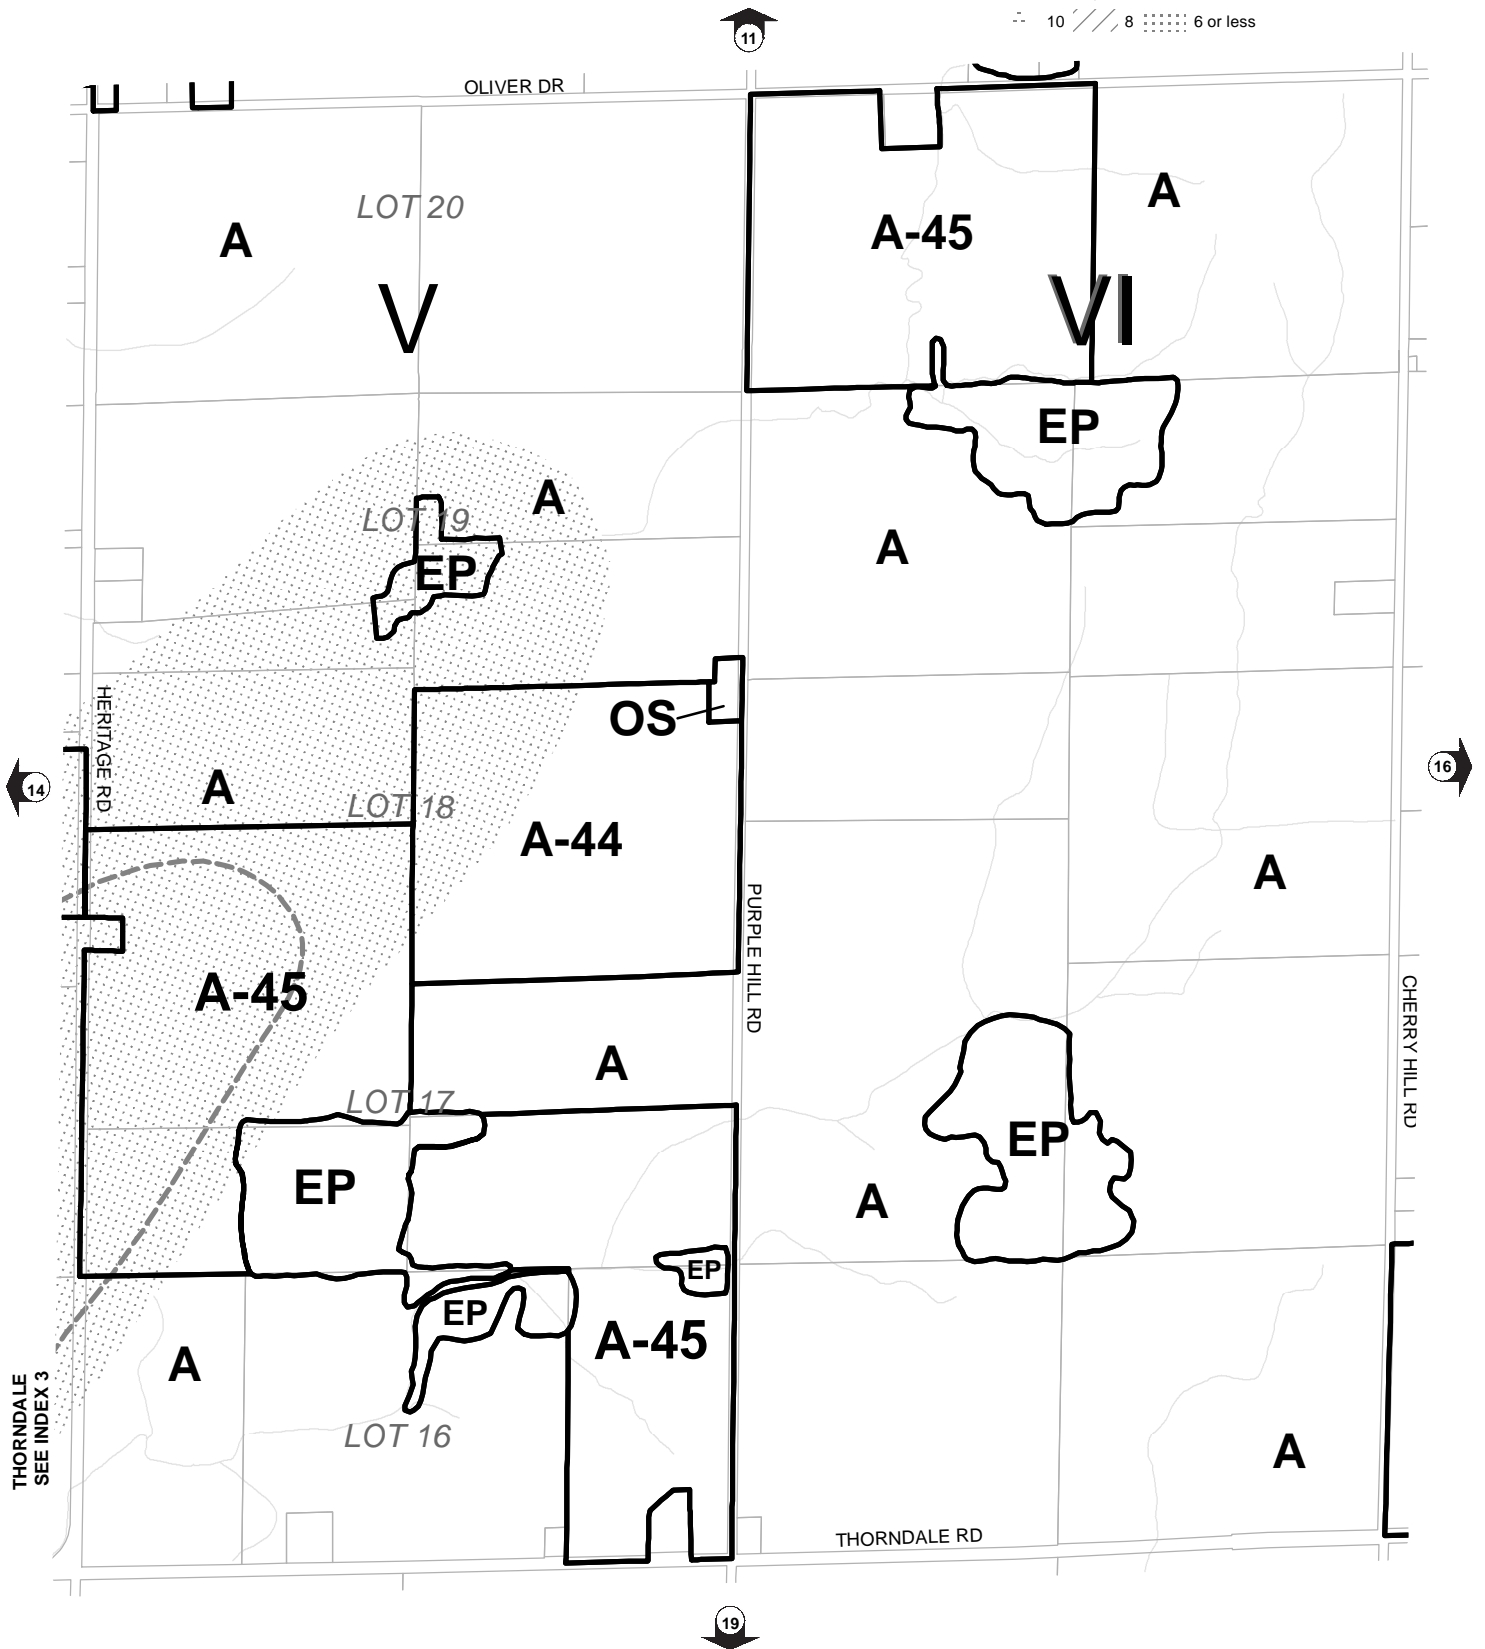 10 8 6 or less
11
OLIVER DR
A
LOT 20
A
A-45
V
VI
EP
A
LOT 19
EP
A
HERITAGE RD
OS
14
16
A
LOT 18
A-44
A
PURPLE HILL RD
A-45
CHERRY HILL RD
A
LOT 17
EP
EP
A
EP
EP
A-45
A
THORNDALE
SEE INDEX 3
LOT 16
A
THORNDALE RD
19